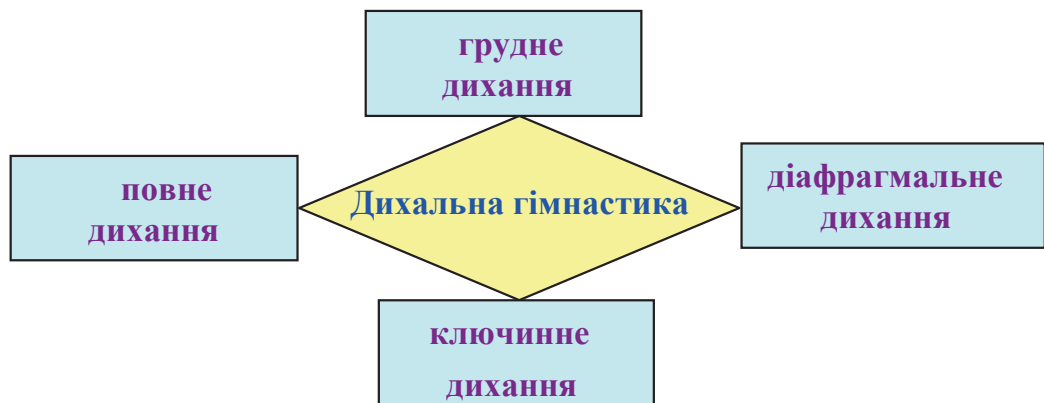 грудне
дихання
повне
дихання
Дихальна гімнастика
діафрагмальне
дихання
ключинне
дихання